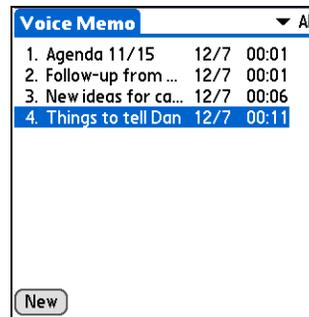 Voice Memo
1. Agenda 11/15 12/7 00:01
2. Follow-up from ... 12/7 00:01
3. New ideas for ca... 12/7 00:06
4. Things to tell Dan 12/7 00:11
New